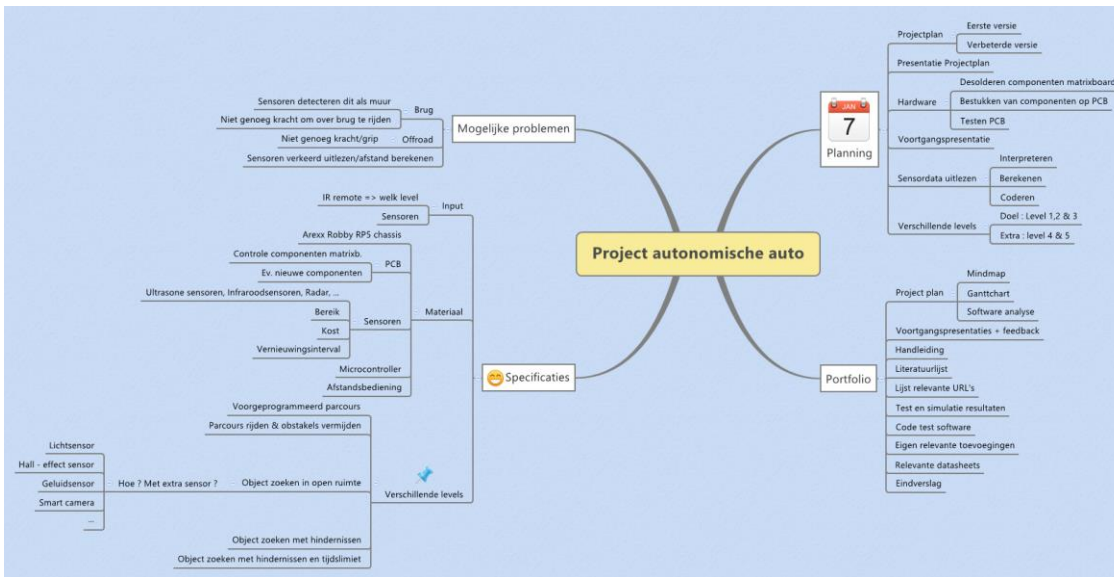 Project autonomische auto
Mogelijke problemen
Brug
Sensoren detecteren dit als muur
Niet genoeg kracht om over brug te rijden
Offroad
Niet genoeg kracht/grip
Sensoren verkeerd uitlezen/afstand berekenen
Specificaties
Input
IR remote => welk level
Sensoren
Materiaal
Arexx Robby RP5 chassis
PCB
Controle componenten matrixb.
Ev. nieuwe componenten
Sensoren
Ultrasone sensoren, Infraroodsensoren, Radar, ...
Bereik
Kost
Vernieuwingsinterval
Microcontroller
Afstandsbediening
Verschillende levels
Voorgeprogrammeerd parcours
Parcours rijden & obstakels vermijden
Object zoeken in open ruimte
Hoe ? Met extra sensor ?
Lichtsensor
Hall - effect sensor
Geluidsensor
Smart camera
...
Object zoeken met hindernissen
Object zoeken met hindernissen en tijdslimiet
JAN
7
Planning
Projectplan
Eerste versie
Verbeterde versie
Presentatie Projectplan
Hardware
Desolderen componenten matrixboard
Bestukken van componenten op PCB
Testen PCB
Voortgangspresentatie
Sensordata uitlezen
Interpreteren
Berekenen
Coderen
Verschillende levels
Doel : Level 1,2 & 3
Extra : level 4 & 5
Portfolio
Project plan
Mindmap
Ganttchart
Software analyse
Voortgangspresentaties + feedback
Handleiding
Literatuurlijst
Lijst relevante URL's
Test en simulatie resultaten
Code test software
Eigen relevante toevoegingen
Relevante datasheets
Eindverslag